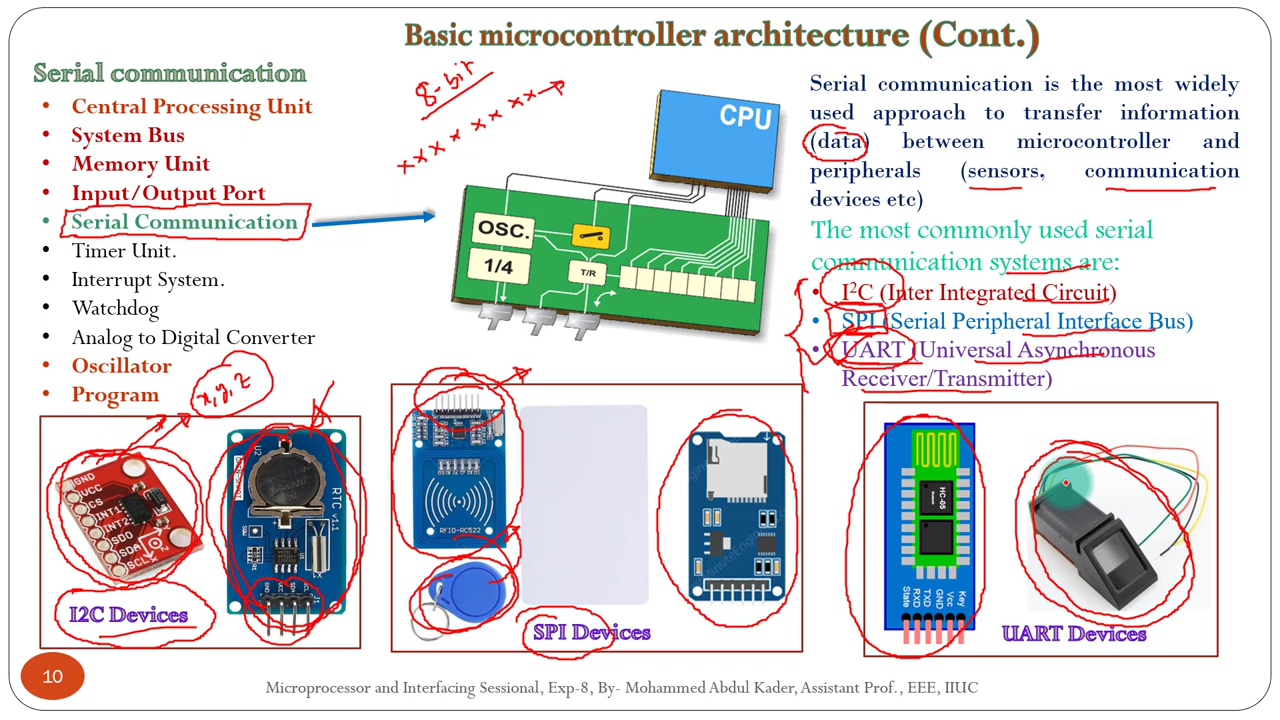 Basic microcontroller architecture (Cont.)
Serial communication
• Central Processing Unit
• System Bus
• Memory Unit
• Input/Output Port
• Serial Communication
• Timer Unit.
• Interrupt System.
• Watchdog
• Analog to Digital Converter
• Oscillator
• Program
8-bit
x x x x x x x x
CPU
OSC.
1/4
T/R
Serial communication is the most widely
used approach to transfer information
(data) between microcontroller and
peripherals (sensors, communication
devices etc)
The most commonly used serial
communication systems are:
• I²C (Inter Integrated Circuit)
• SPI (Serial Peripheral Interface Bus)
• UART (Universal Asynchronous
Receiver/Transmitter)
x, y, z
GND
VCC
CS
INT1
INT2
SDO
SDA
SCL
I2C Devices
RTC v1.1
GND
VCC
SDA
SCL
RFID-RC522
SPI Devices
HC-05
State
RXD
TXD
GND
Vcc
Key
UART Devices
10
Microprocessor and Interfacing Sessional, Exp-8, By- Mohammed Abdul Kader, Assistant Prof., EEE, IIUC